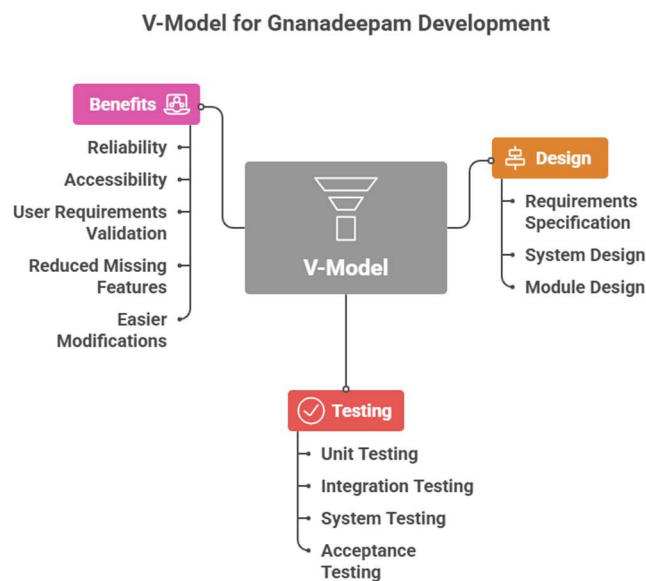 V-Model for Gnanadeepam Development
Benefits
Reliability
Accessibility
User Requirements
Validation
Reduced Missing
Features
Easier
Modifications
V-Model
Design
Requirements
Specification
System Design
Module Design
Testing
Unit Testing
Integration Testing
System Testing
Acceptance
Testing